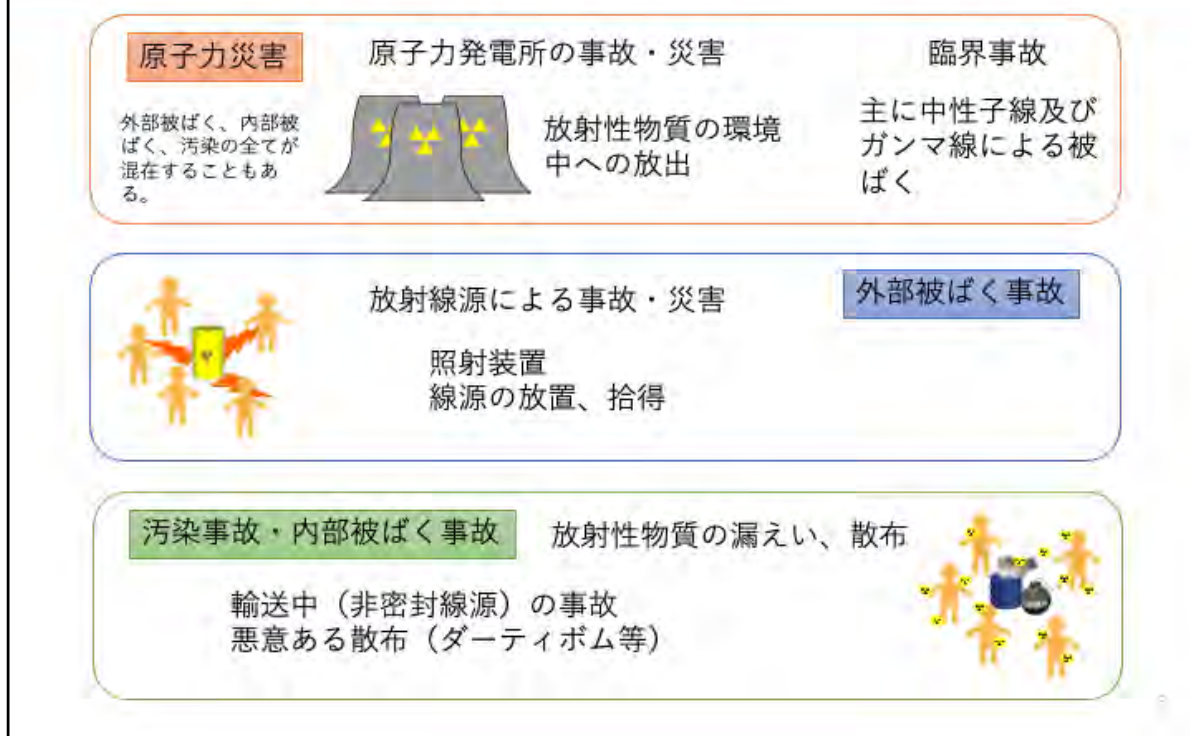 原子力災害
原子力発電所の事故・災害
臨界事故
外部被ばく、内部被
ばく、汚染の全てが
混在することもあ
る。
放射性物質の環境
中への放出
主に中性子線及び
ガンマ線による被
ばく
放射線源による事故・災害
外部被ばく事故
照射装置
線源の放置、拾得
汚染事故・内部被ばく事故
放射性物質の漏えい、散布
輸送中（非密封線源）の事故
悪意ある散布（ダーティボム等）